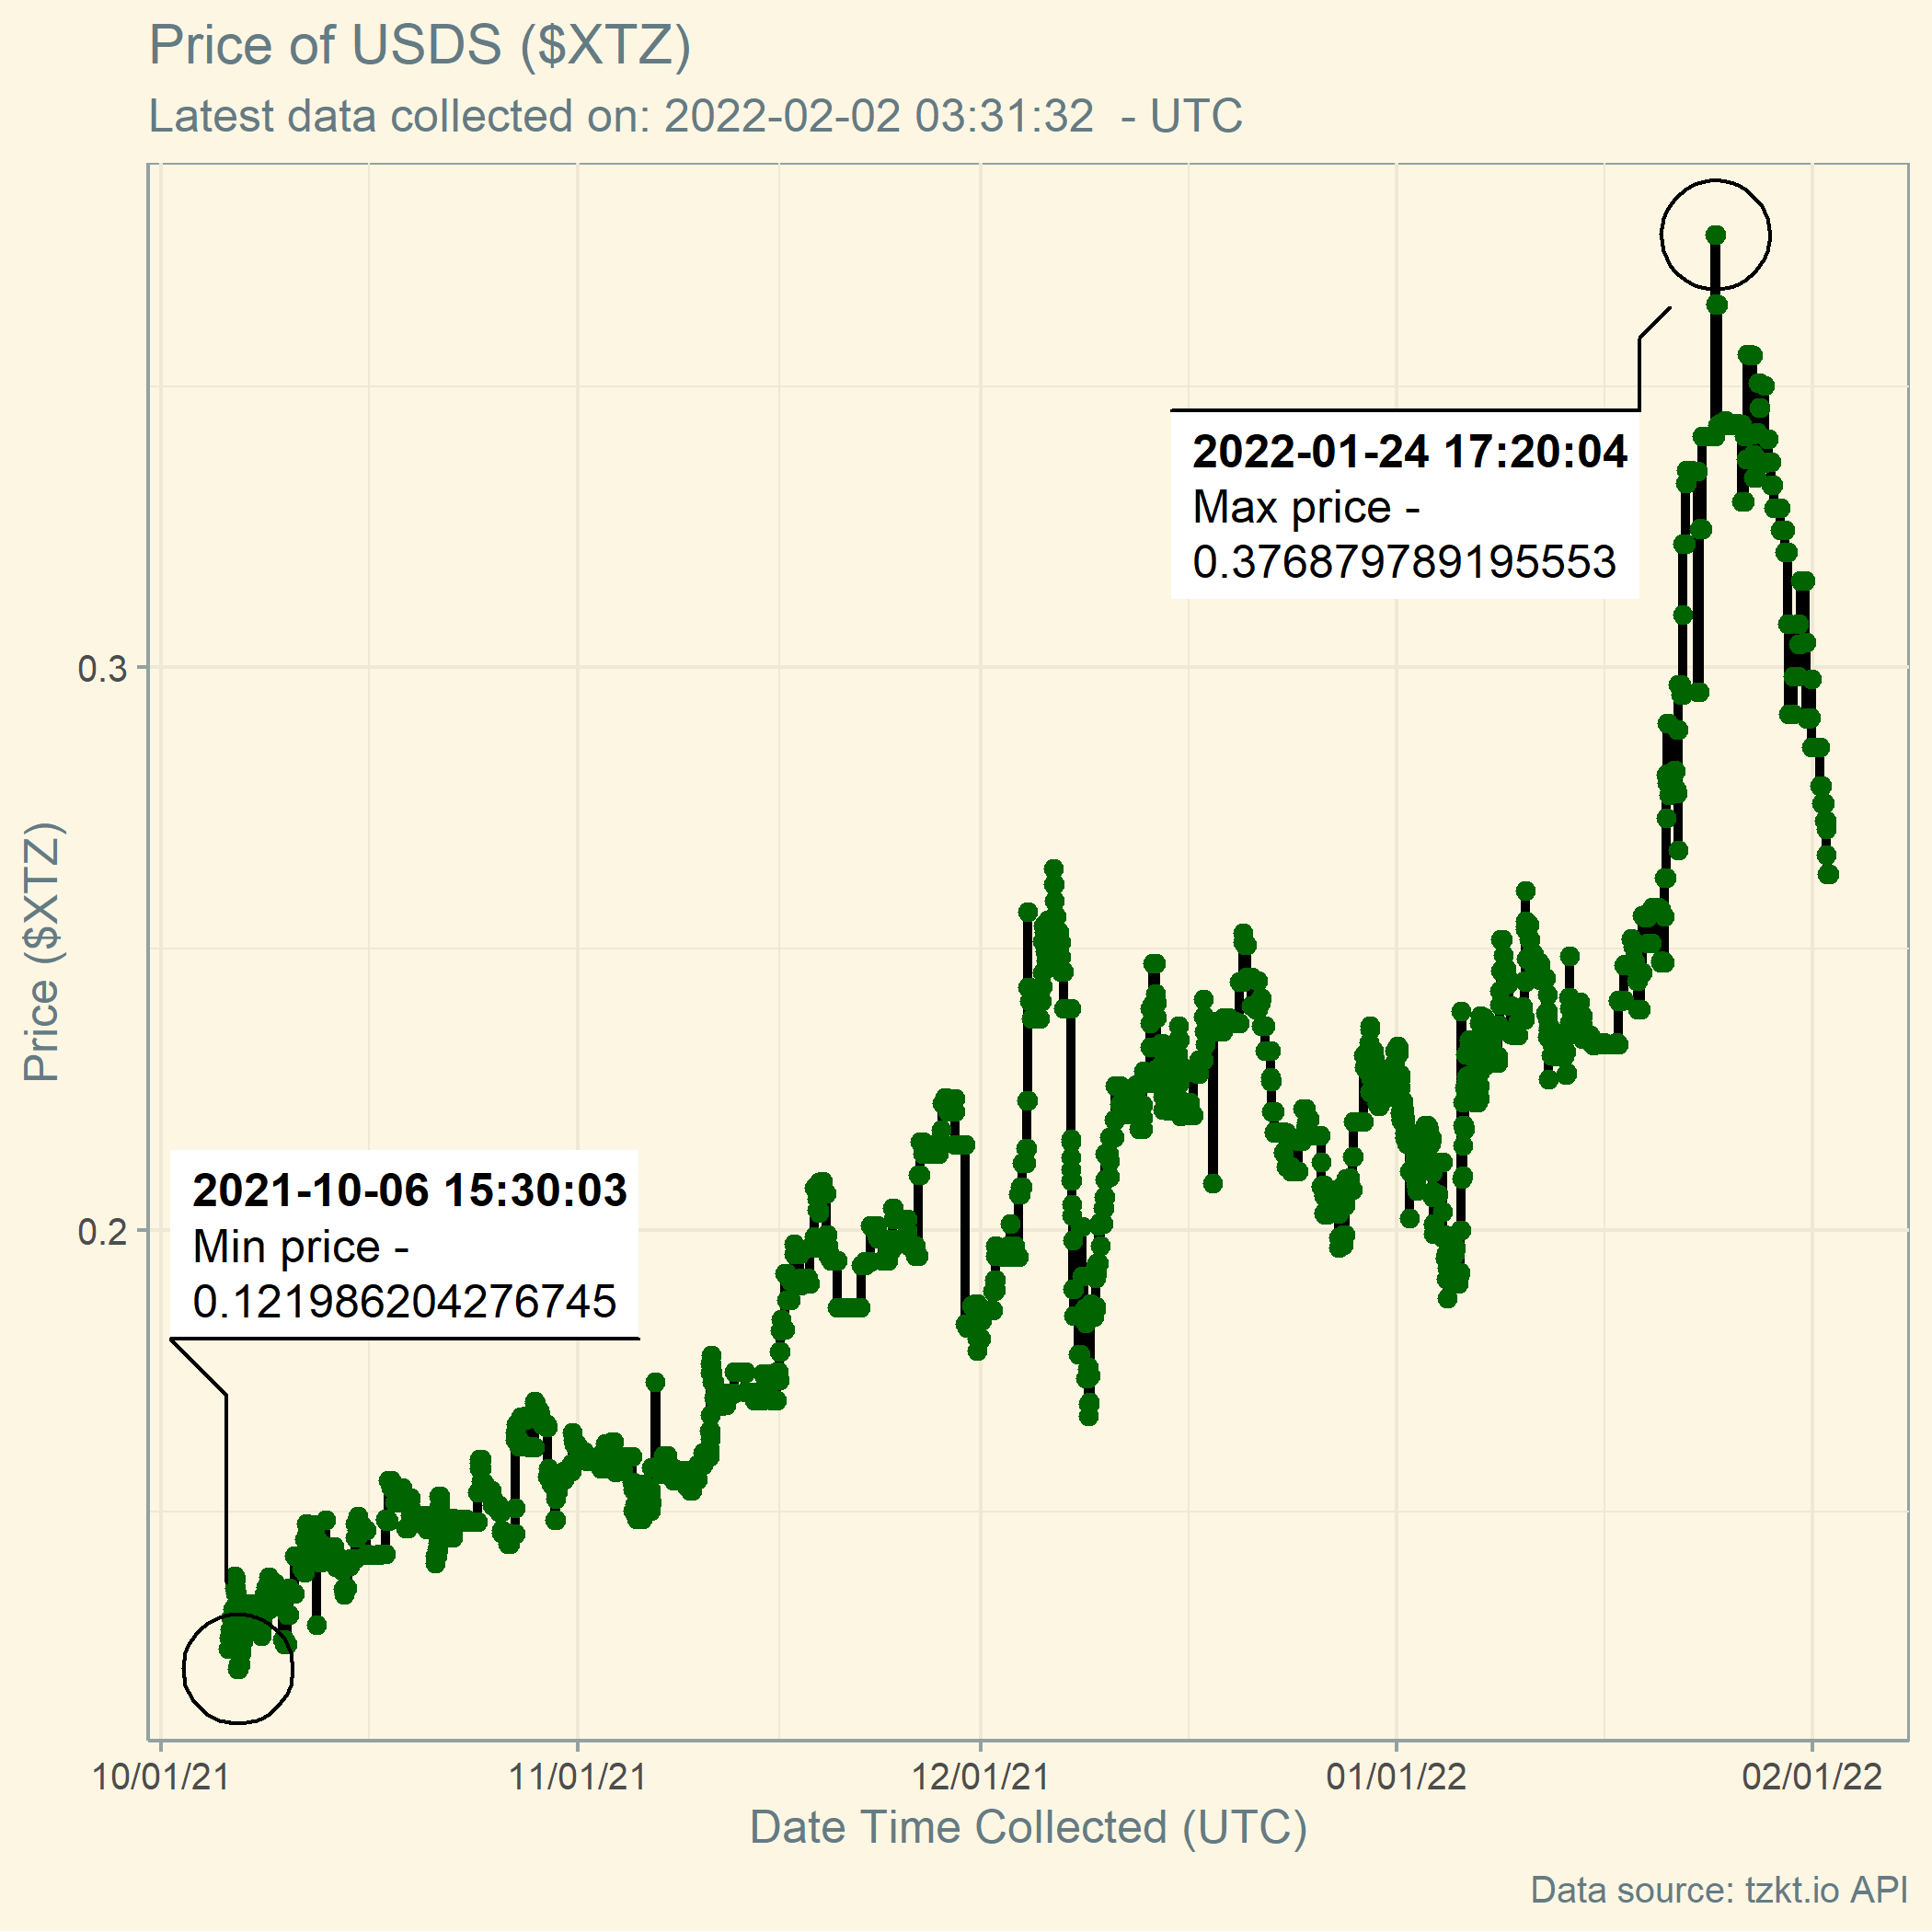 Price of USDS ($XTZ)
Latest data collected on: 2022-02-02 03:31:32  - UTC
2022-01-24 17:20:04
Max price -
0.376879789195553
0.3
Price ($XTZ)
2021-10-06 15:30:03
Min price -
0.121986204276745
0.2
10/01/21
11/01/21
12/01/21
01/01/22
02/01/22
Date Time Collected (UTC)
Data source: tzkt.io API